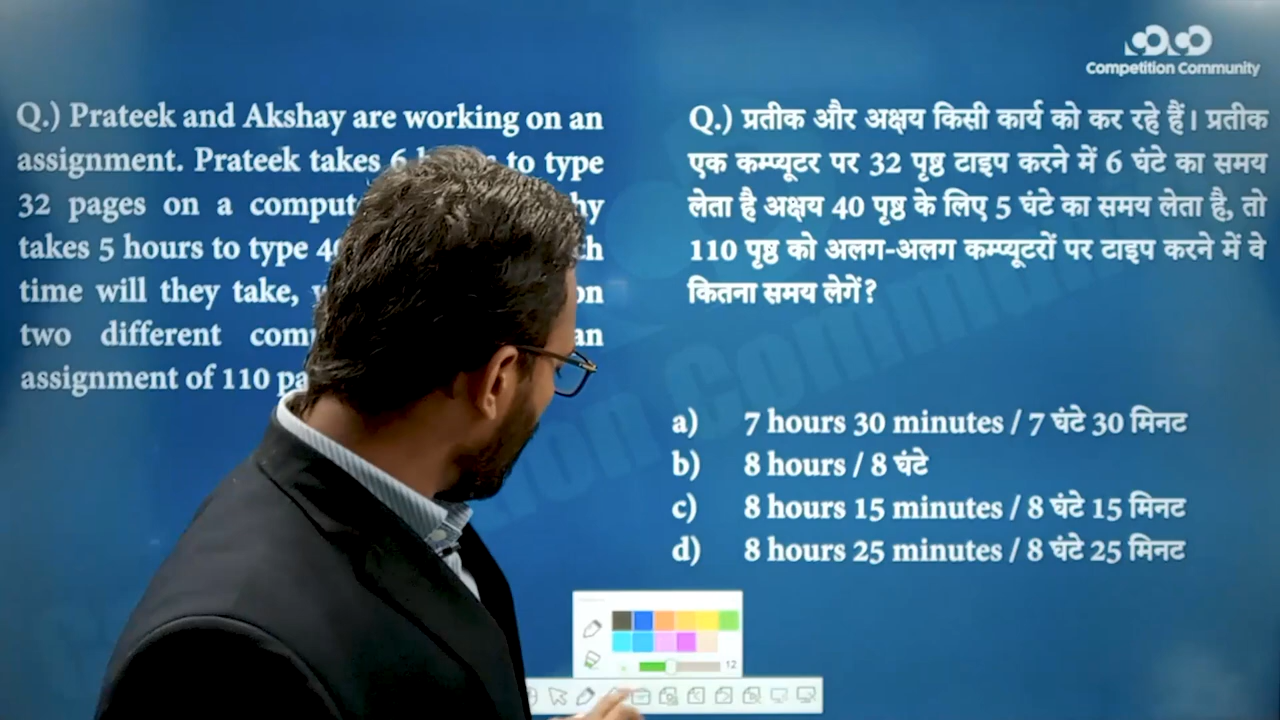 Competition Community
Q.) Prateek and Akshay are working on an
assignment. Prateek takes 6 to type
32 pages on a
takes 5 hours to type
time will they take,
two different an
assignment of 110
Q.) प्रतीक और अक्षय किसी कार्य को कर रहे हैं। प्रतीक
एक कम्प्यूटर पर 32 पृष्ठ टाइप करने में 6 घंटे का समय
लेता है अक्षय 40 पृष्ठ के लिए 5 घंटे का समय लेता है, तो
110 पृष्ठ को अलग-अलग कम्प्यूटरों पर टाइप करने में वे
कितना समय लेगें?
a) 7 hours 30 minutes / 7 घंटे 30 मिनट
b) 8 hours / 8 घंटे
c) 8 hours 15 minutes / 8 घंटे 15 मिनट
d) 8 hours 25 minutes / 8 घंटे 25 मिनट
12